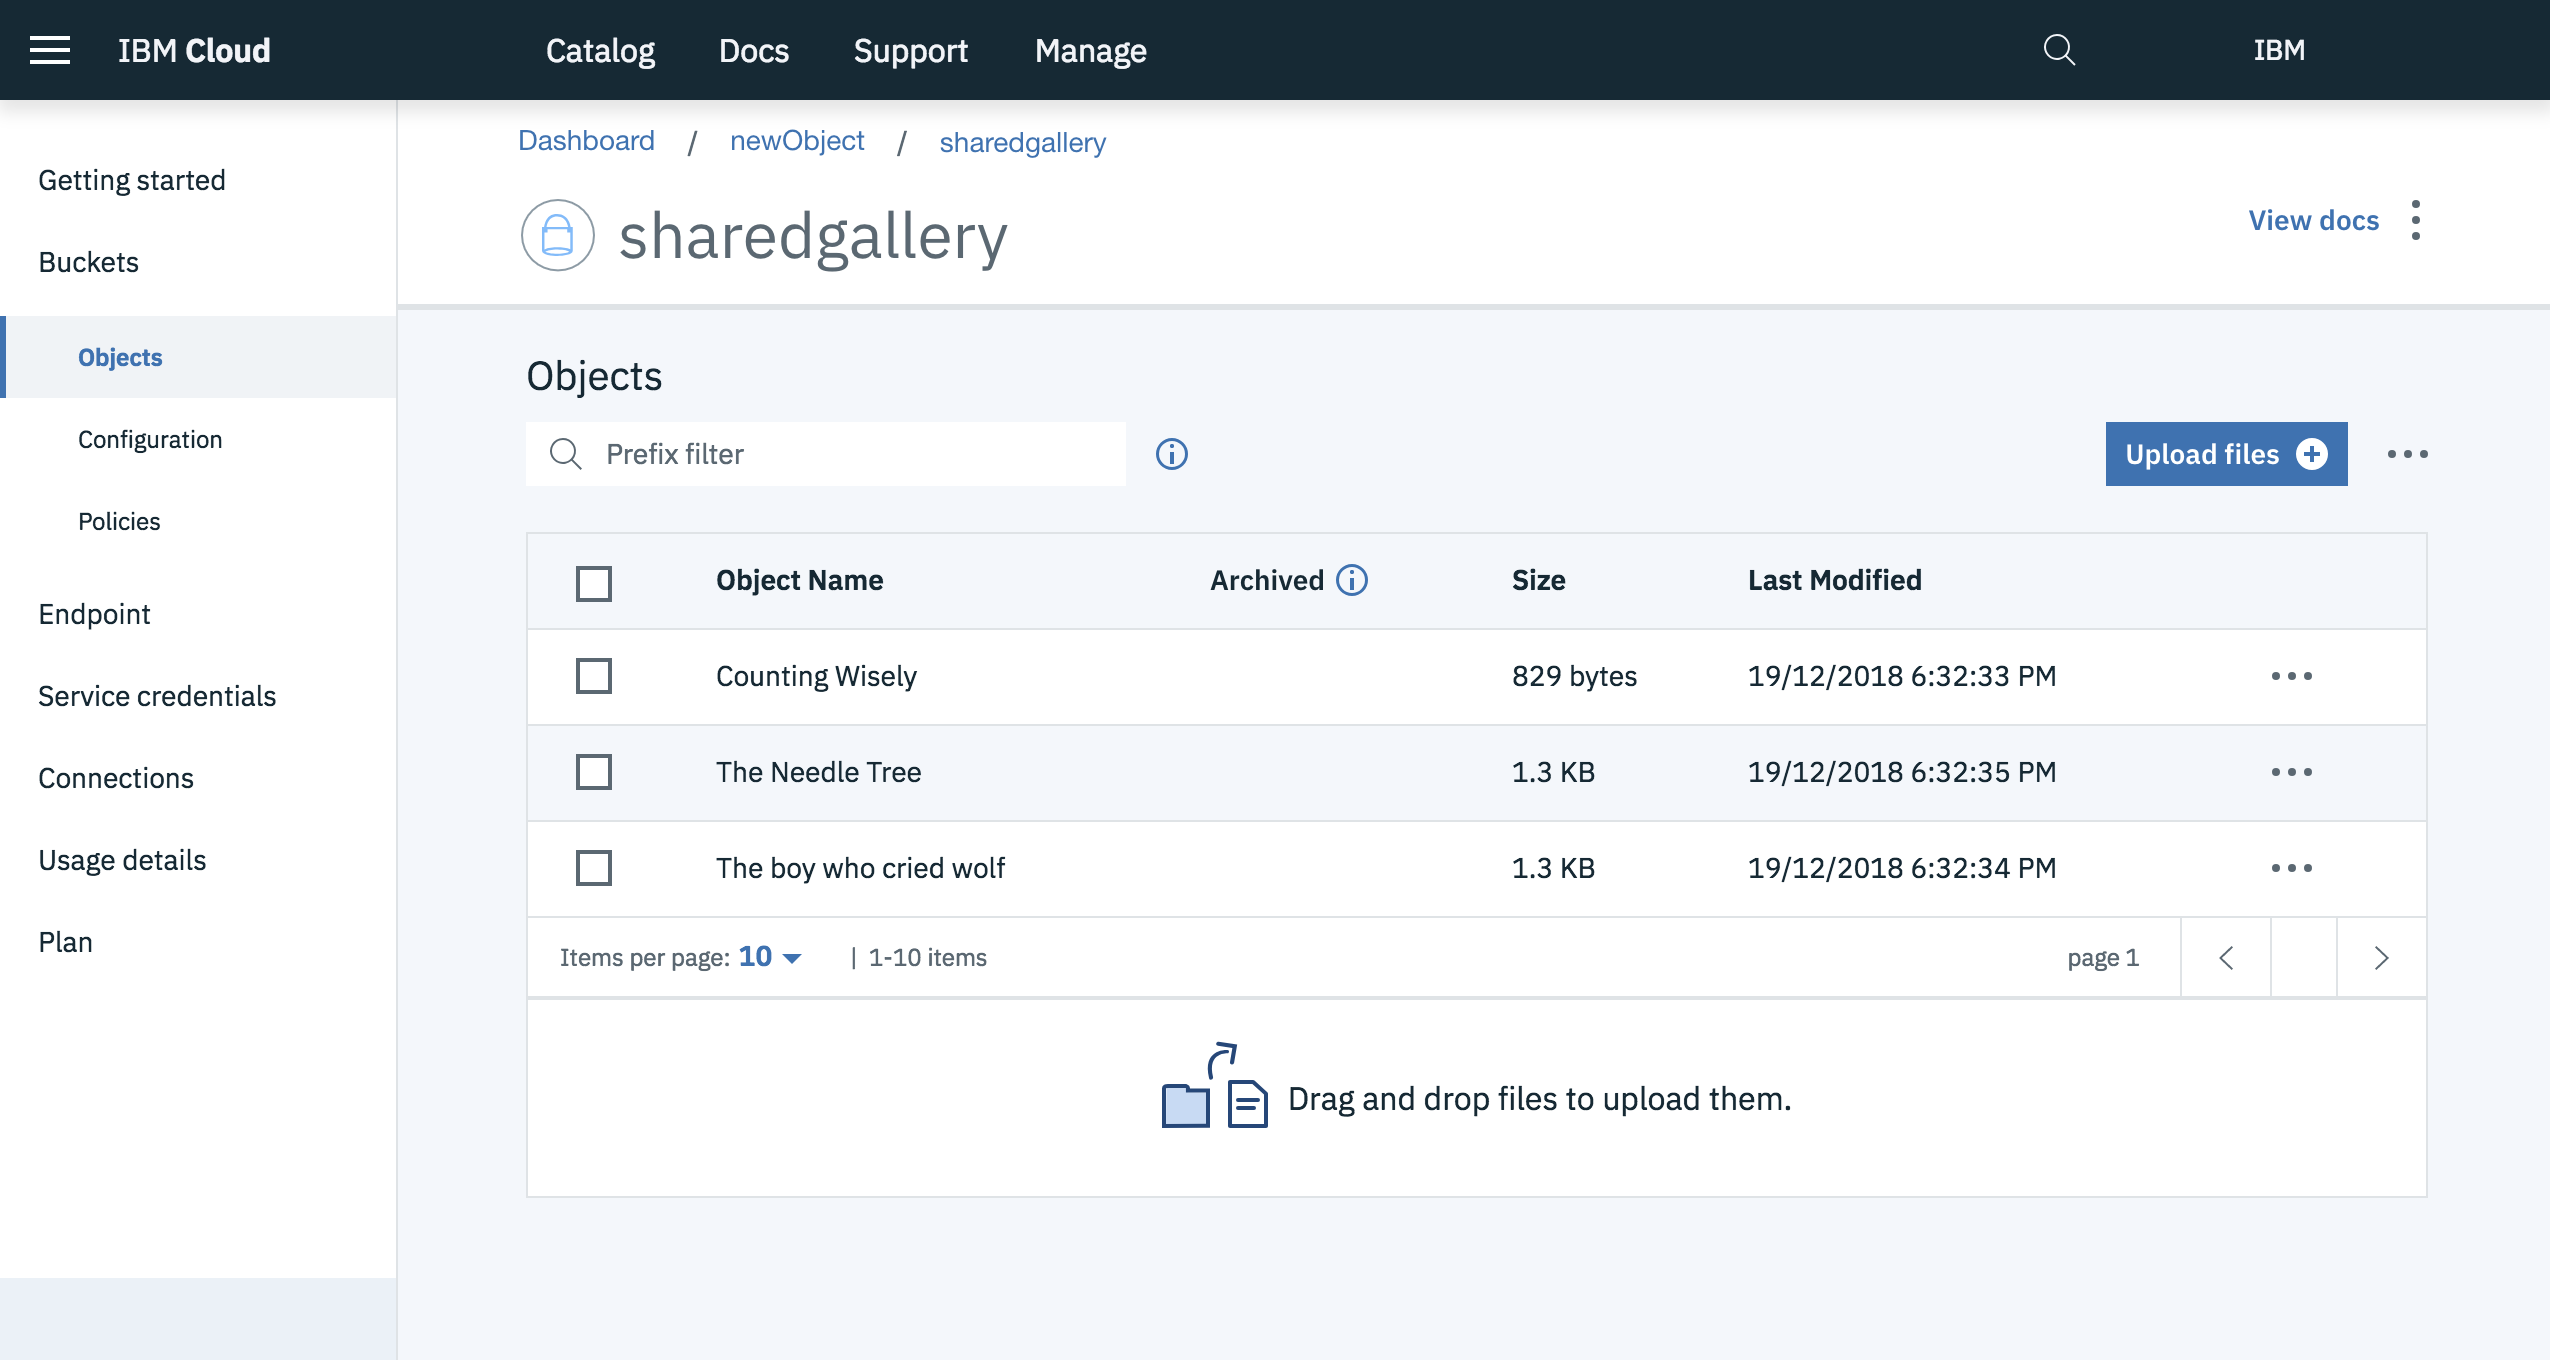 IBM Cloud Catalog Docs Support Manage IBM
Dashboard / newObject / sharedgallery
sharedgallery
View docs
Getting started
Buckets
Objects
Configuration
Policies
Endpoint
Service credentials
Connections
Usage details
Plan
Objects
Prefix filter
Upload files
Object Name Archived Size Last Modified
Counting Wisely 829 bytes 19/12/2018 6:32:33 PM
The Needle Tree 1.3 KB 19/12/2018 6:32:35 PM
The boy who cried wolf 1.3 KB 19/12/2018 6:32:34 PM
Items per page: 10 | 1-10 items page 1
Drag and drop files to upload them.